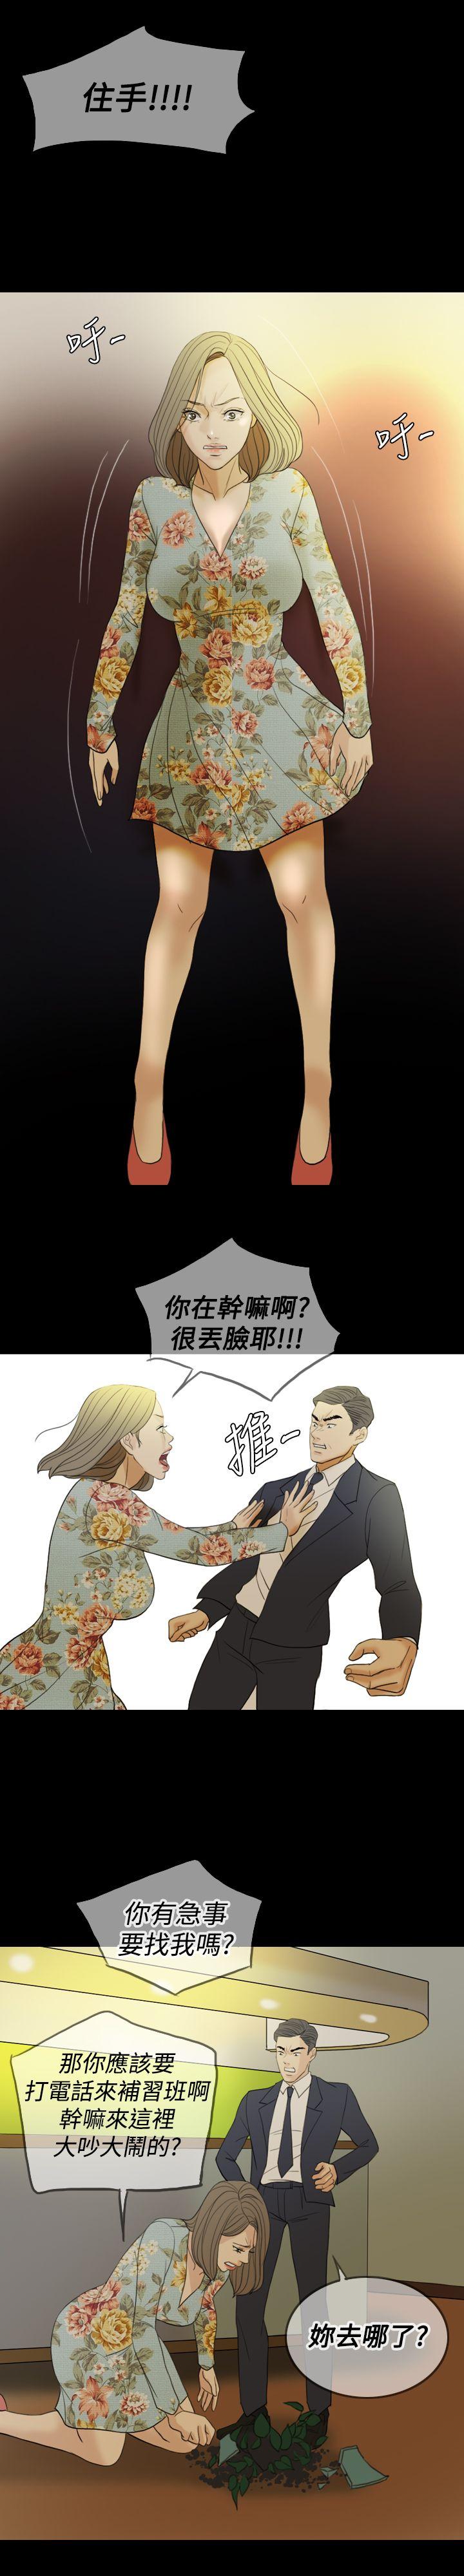 住手!!!!
吁-
吁-
你在幹嘛啊?
很丟臉耶!!!
推-
你有急事
要找我嗎?
那你應該要
打電話來補習班啊
幹嘛來這裡
大吵大鬧的?
妳去哪了?